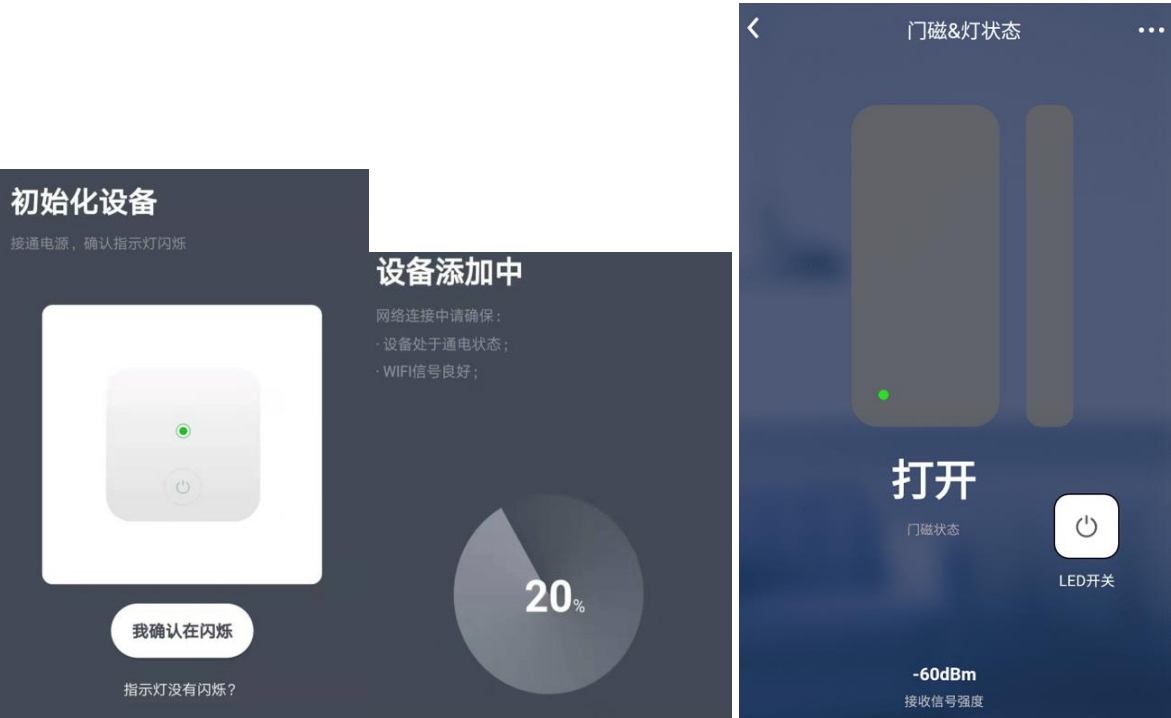 初始化设备
接通电源，确认指示灯闪烁
我确认在闪烁
指示灯没有闪烁？
设备添加中
网络连接中请确保：
·设备处于通电状态；
·WIFI信号良好；
20%
门磁&灯状态
打开
门磁状态
LED开关
-60dBm
接收信号强度